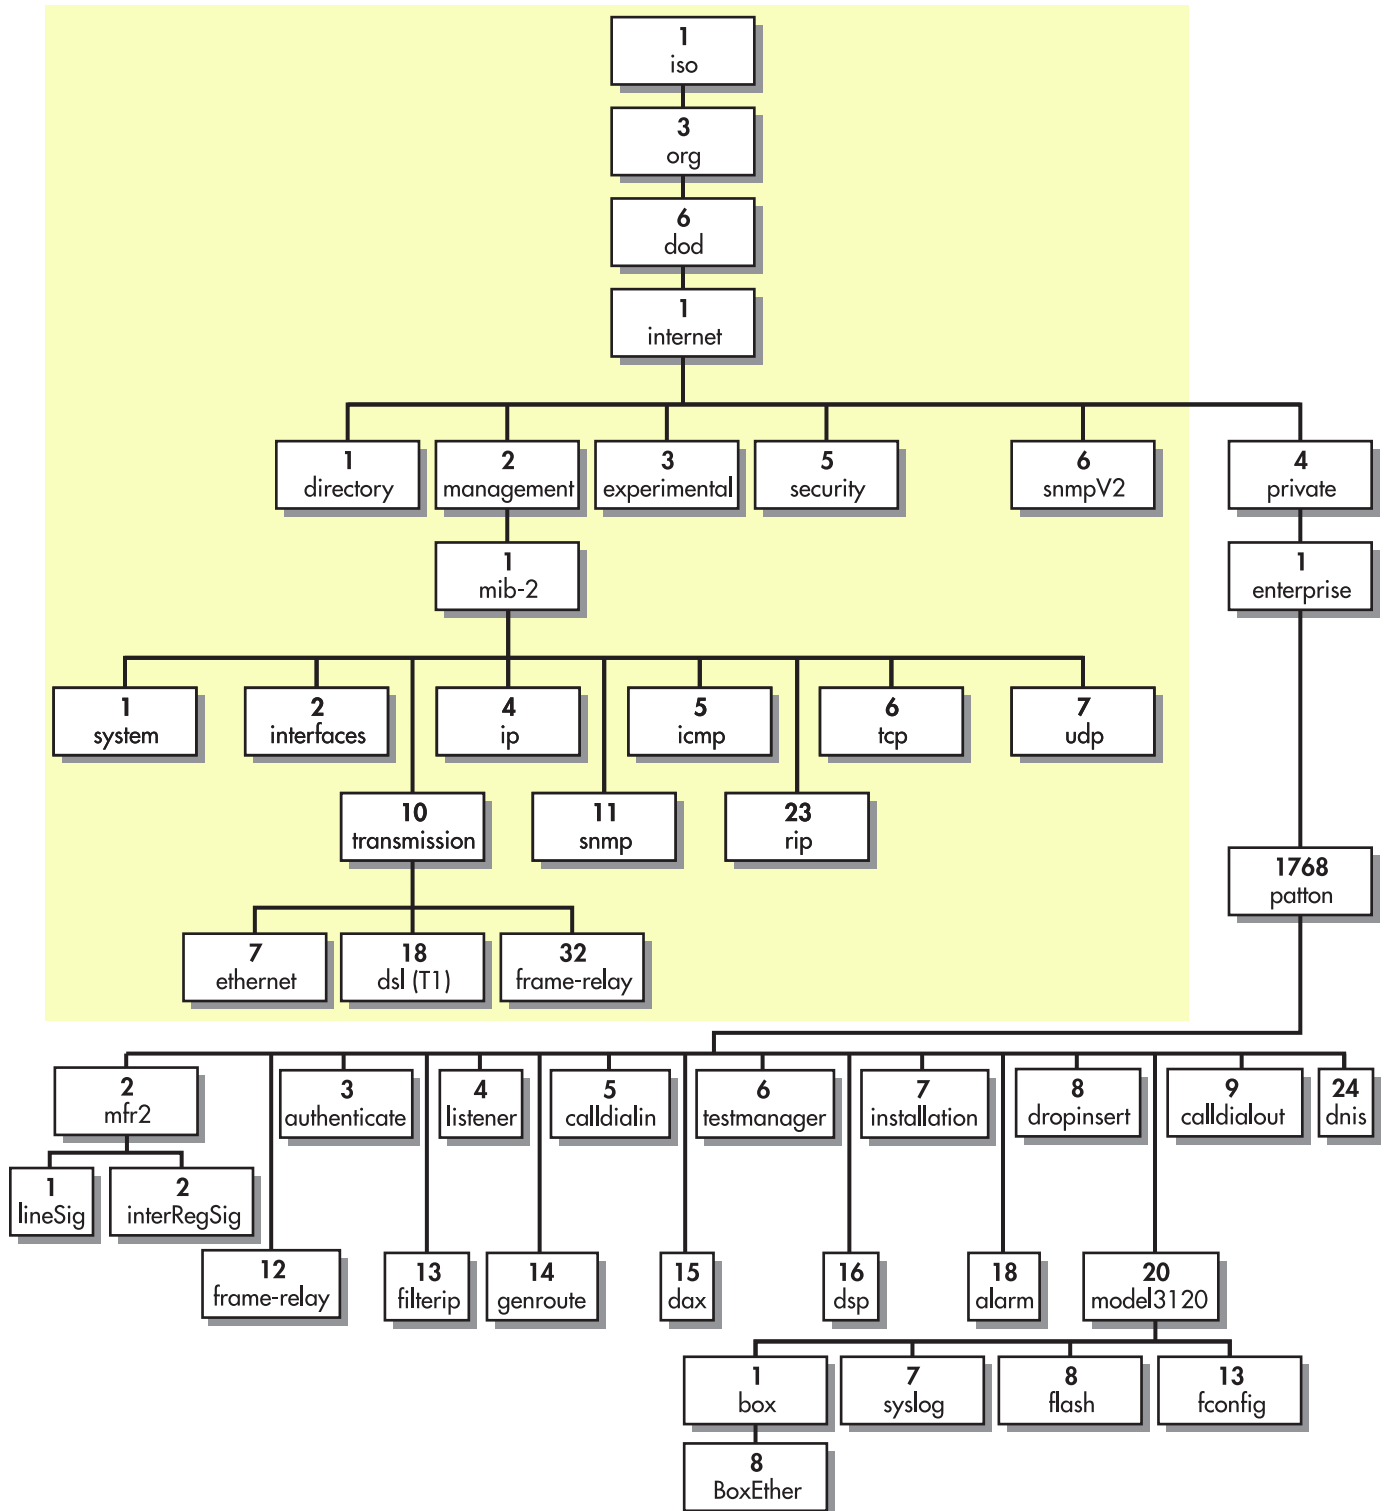 1
iso
3
org
6
dod
1
internet
1
directory
2
management
3
experimental
5
security
6
snmpV2
4
private
1
mib-2
1
enterprise
1
system
2
interfaces
4
ip
5
icmp
6
tcp
7
udp
10
transmission
11
snmp
23
rip
1768
patton
7
ethernet
18
dsl (T1)
32
frame-relay
2
mfr2
3
authenticate
4
listener
5
calldialin
6
testmanager
7
installation
8
dropinsert
9
calldialout
24
dnis
1
lineSig
2
interRegSig
12
frame-relay
13
filterip
14
genroute
15
dax
16
dsp
18
alarm
20
model3120
1
box
7
syslog
8
flash
13
fconfig
8
BoxEther